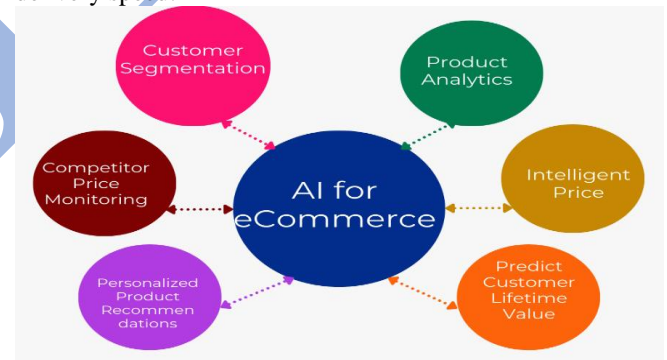 Customer
Segmentation
Product
Analytics
Competitor
Price
Monitoring
AI for
eCommerce
Intelligent
Price
Personalized
Product
Recommen
dations
Predict
Customer
Lifetime
Value